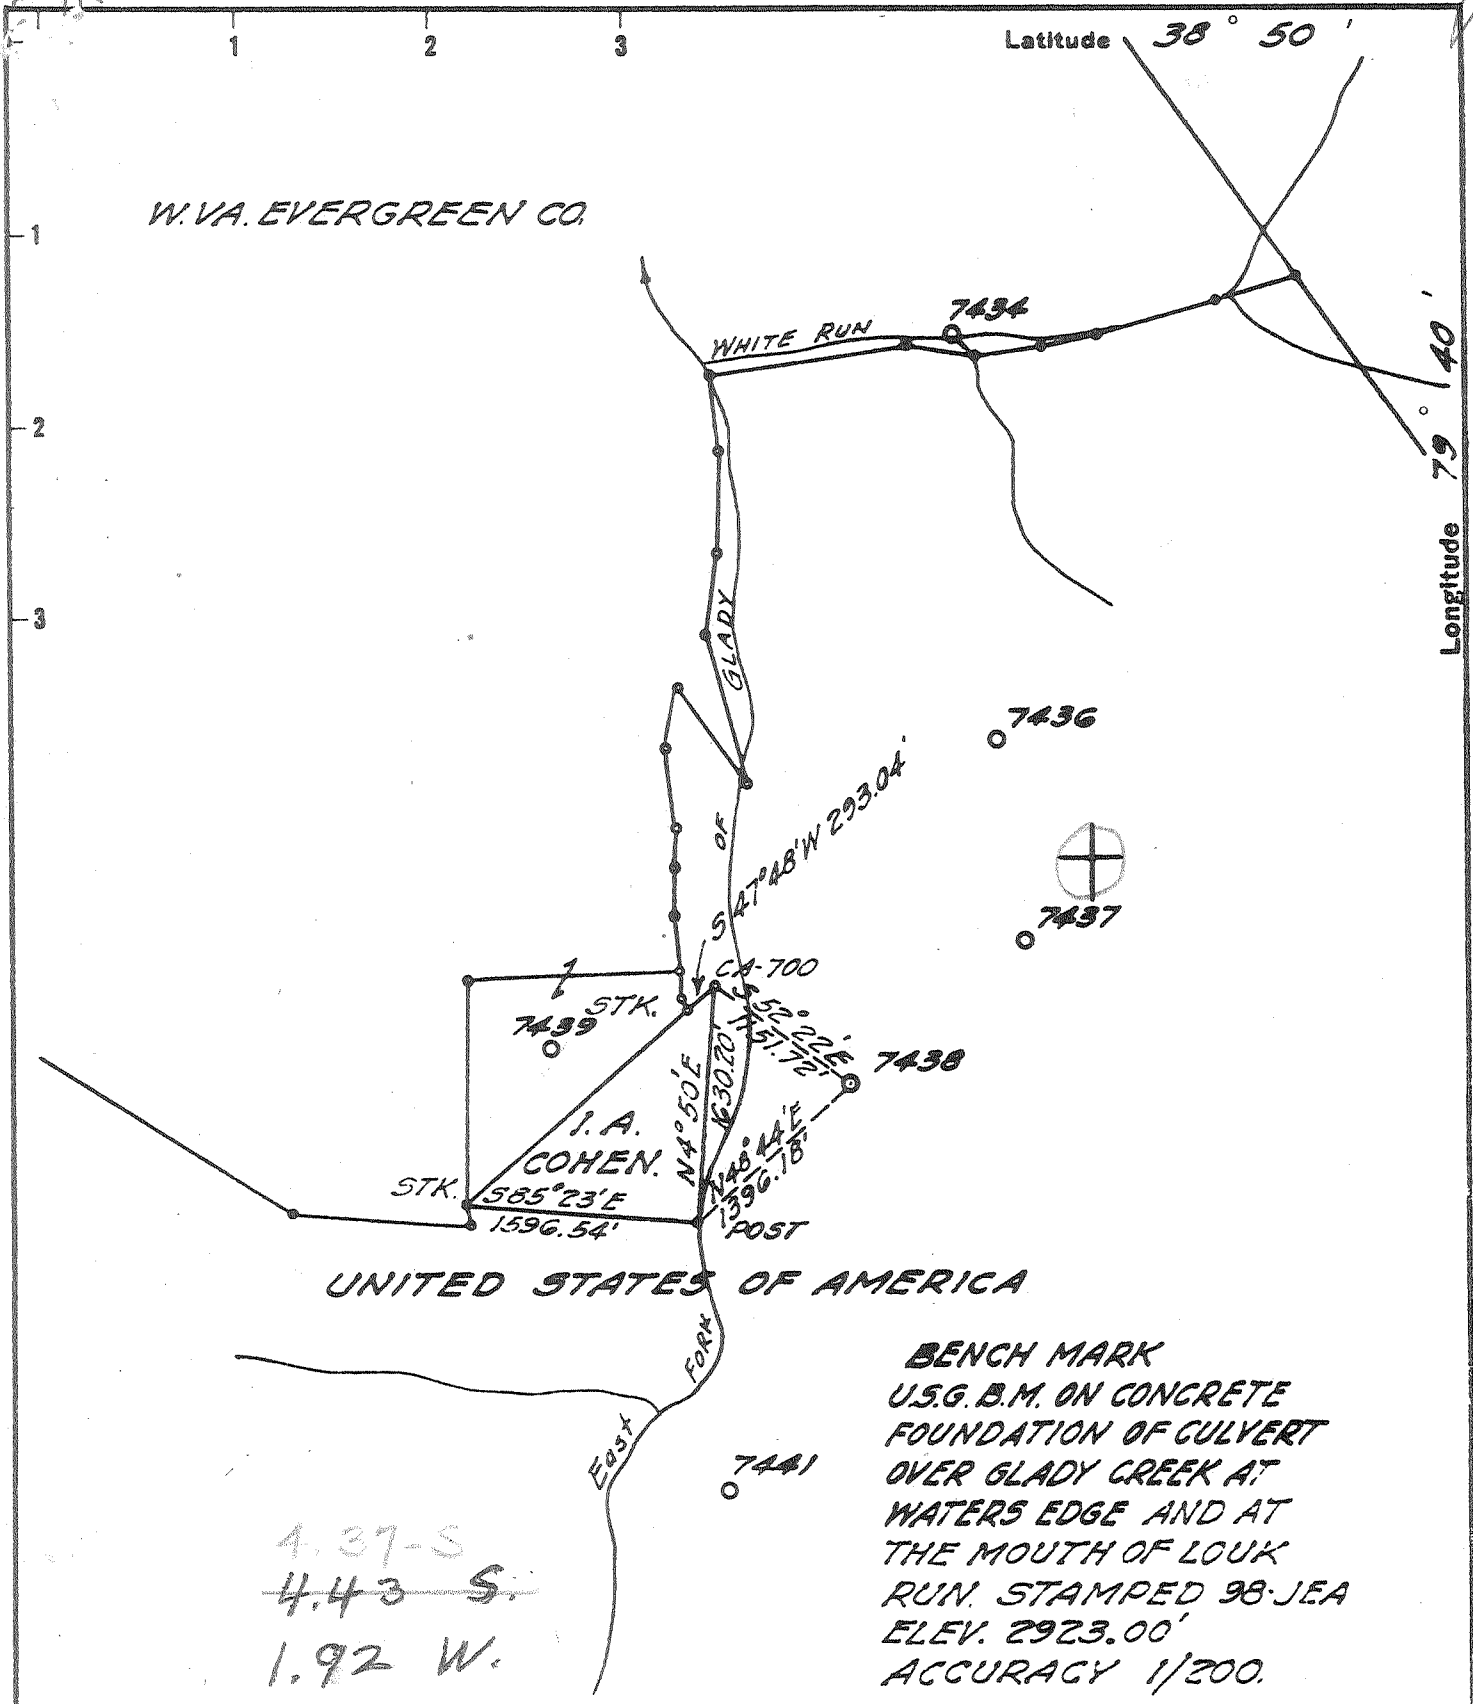 1 2 3
Latitude 38° 50'
W. VA. EVERGREEN CO.
1
7434
WHITE RUN
Longitude 79° 40'
2
3
GLADY
7436
S 47°48'W 293.04'
OF
7437
CA-700
STK.
S 52°22'E
1151.72'
7439
7438
N4°50'E
1630.20'
I. A.
COHEN.
N48°44'E
1396.18'
STK.
S85°23'E
1596.54'
POST
UNITED STATES OF AMERICA
FORK
East
BENCH MARK
U.S.G. B.M. ON CONCRETE
FOUNDATION OF CULVERT
OVER GLADY CREEK AT
WATERS EDGE AND AT
THE MOUTH OF LOUK
RUN. STAMPED 98-JEA
ELEV. 2923.00'
ACCURACY 1/200.
7441
4.37-S
4.43 S.
1.92 W.